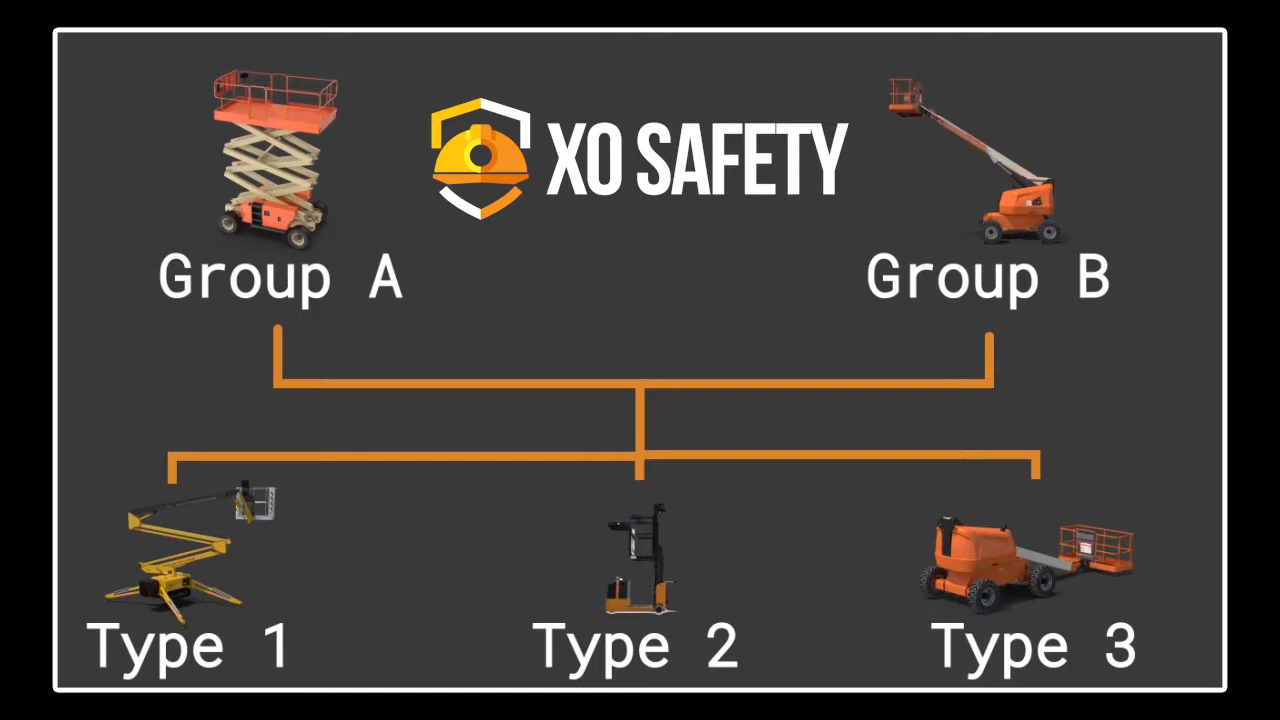 XO SAFETY
Group A
Group B
Type 1
Type 2
Type 3